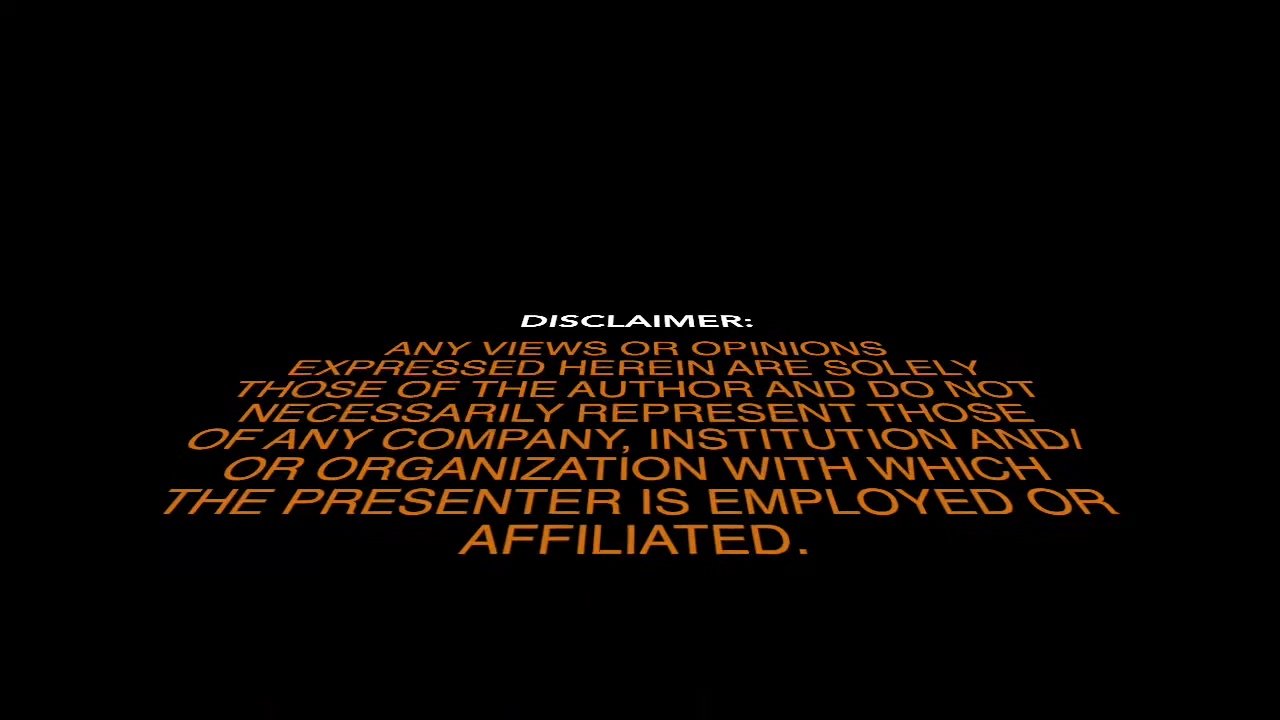 DISCLAIMER:
ANY VIEWS OR OPINIONS
EXPRESSED HEREIN ARE SOLELY
THOSE OF THE AUTHOR AND DO NOT
NECESSARILY REPRESENT THOSE
OF ANY COMPANY, INSTITUTION AND/
OR ORGANIZATION WITH WHICH
THE PRESENTER IS EMPLOYED OR
AFFILIATED.